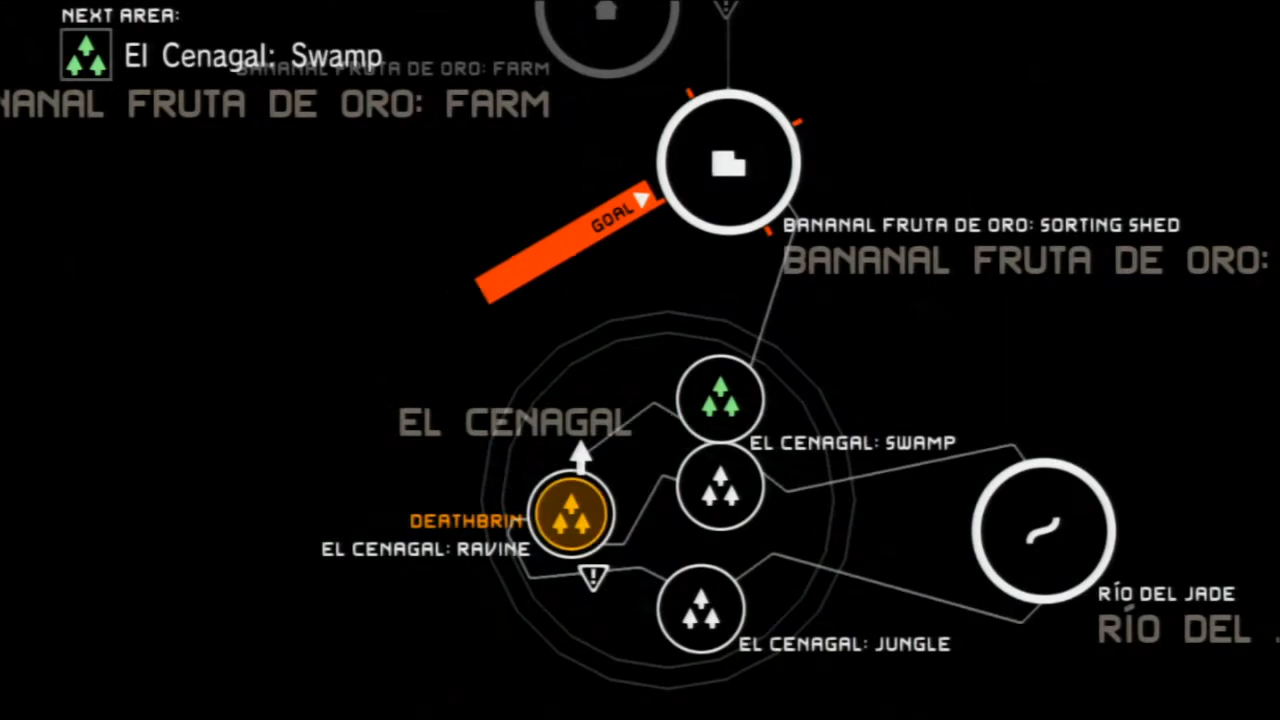 NEXT AREA:
El Cenagal: Swamp
BANANAL FRUTA DE ORO: FARM
NANAL FRUTA DE ORO: FARM
GOAL
BANANAL FRUTA DE ORO: SORTING SHED
BANANAL FRUTA DE ORO:
EL CENAGAL
EL CENAGAL: SWAMP
DEATHBRIN
EL CENAGAL: RAVINE
!
RÍO DEL JADE
RÍO DEL
EL CENAGAL: JUNGLE